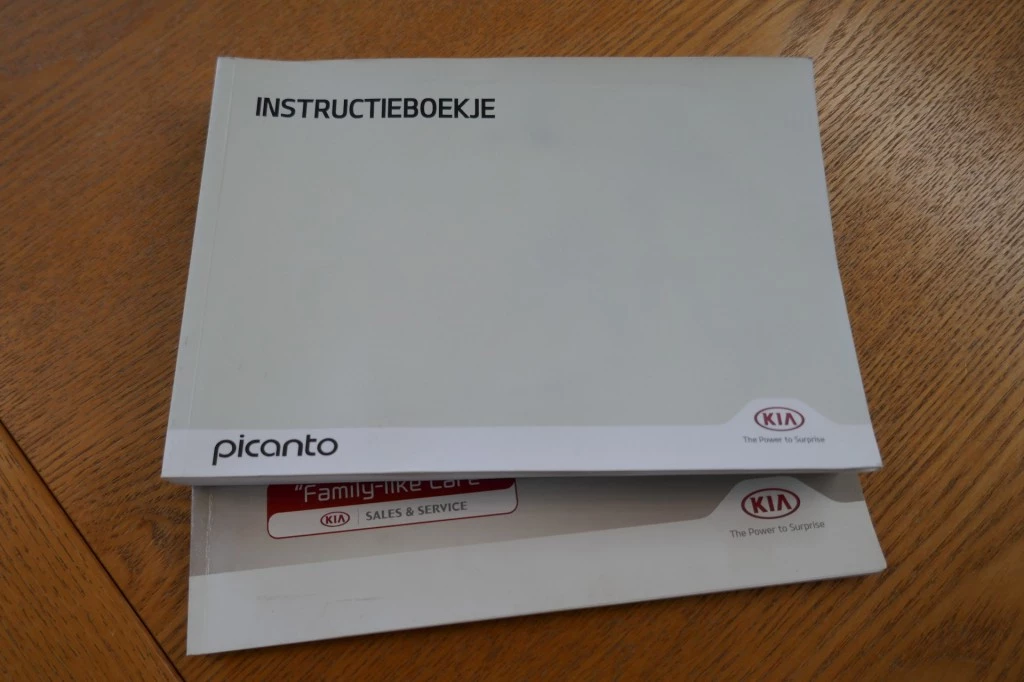 INSTRUCTIEBOEKJE
KIA
The Power to Surprise
picanto
"Family-like Care"
KIA SALES & SERVICE
KIA
The Power to Surprise